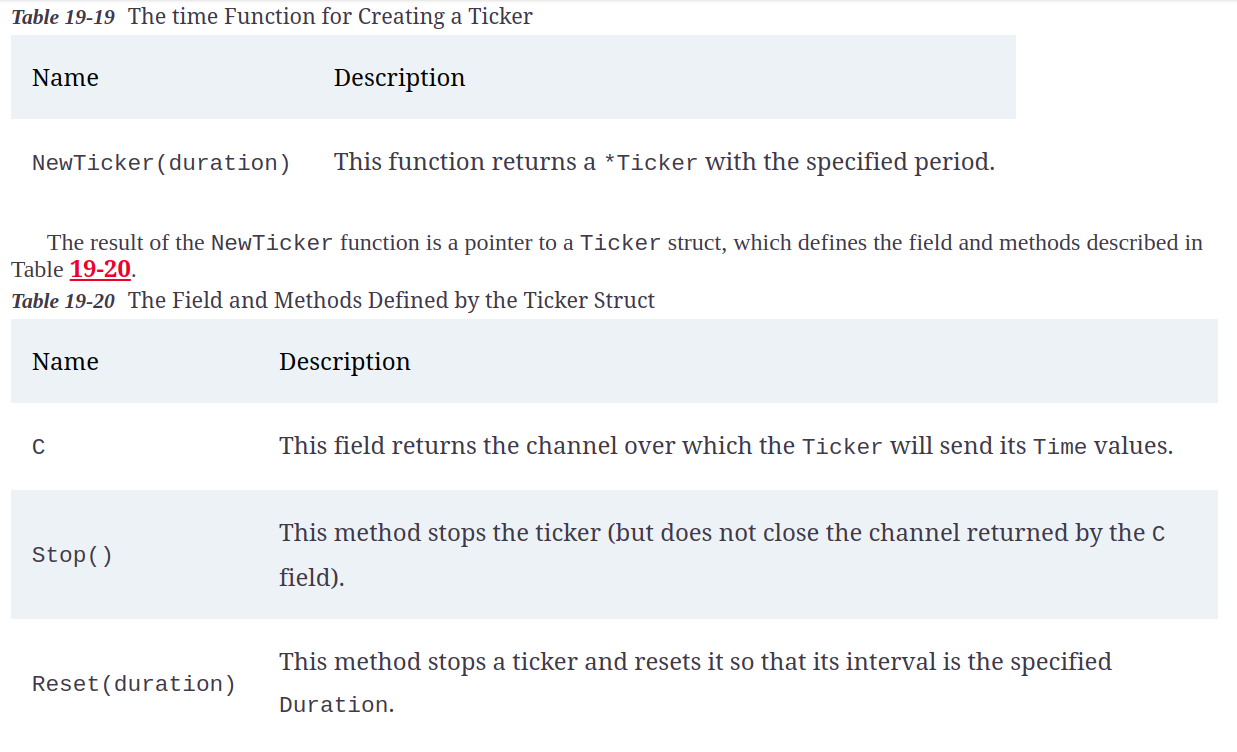 Table 19-19 The time Function for Creating a Ticker
Name Description
NewTicker(duration) This function returns a *Ticker with the specified period.
The result of the NewTicker function is a pointer to a Ticker struct, which defines the field and methods described in
Table 19-20.
Table 19-20 The Field and Methods Defined by the Ticker Struct
Name Description
C This field returns the channel over which the Ticker will send its Time values.
Stop() This method stops the ticker (but does not close the channel returned by the C
field).
Reset(duration) This method stops a ticker and resets it so that its interval is the specified
Duration.